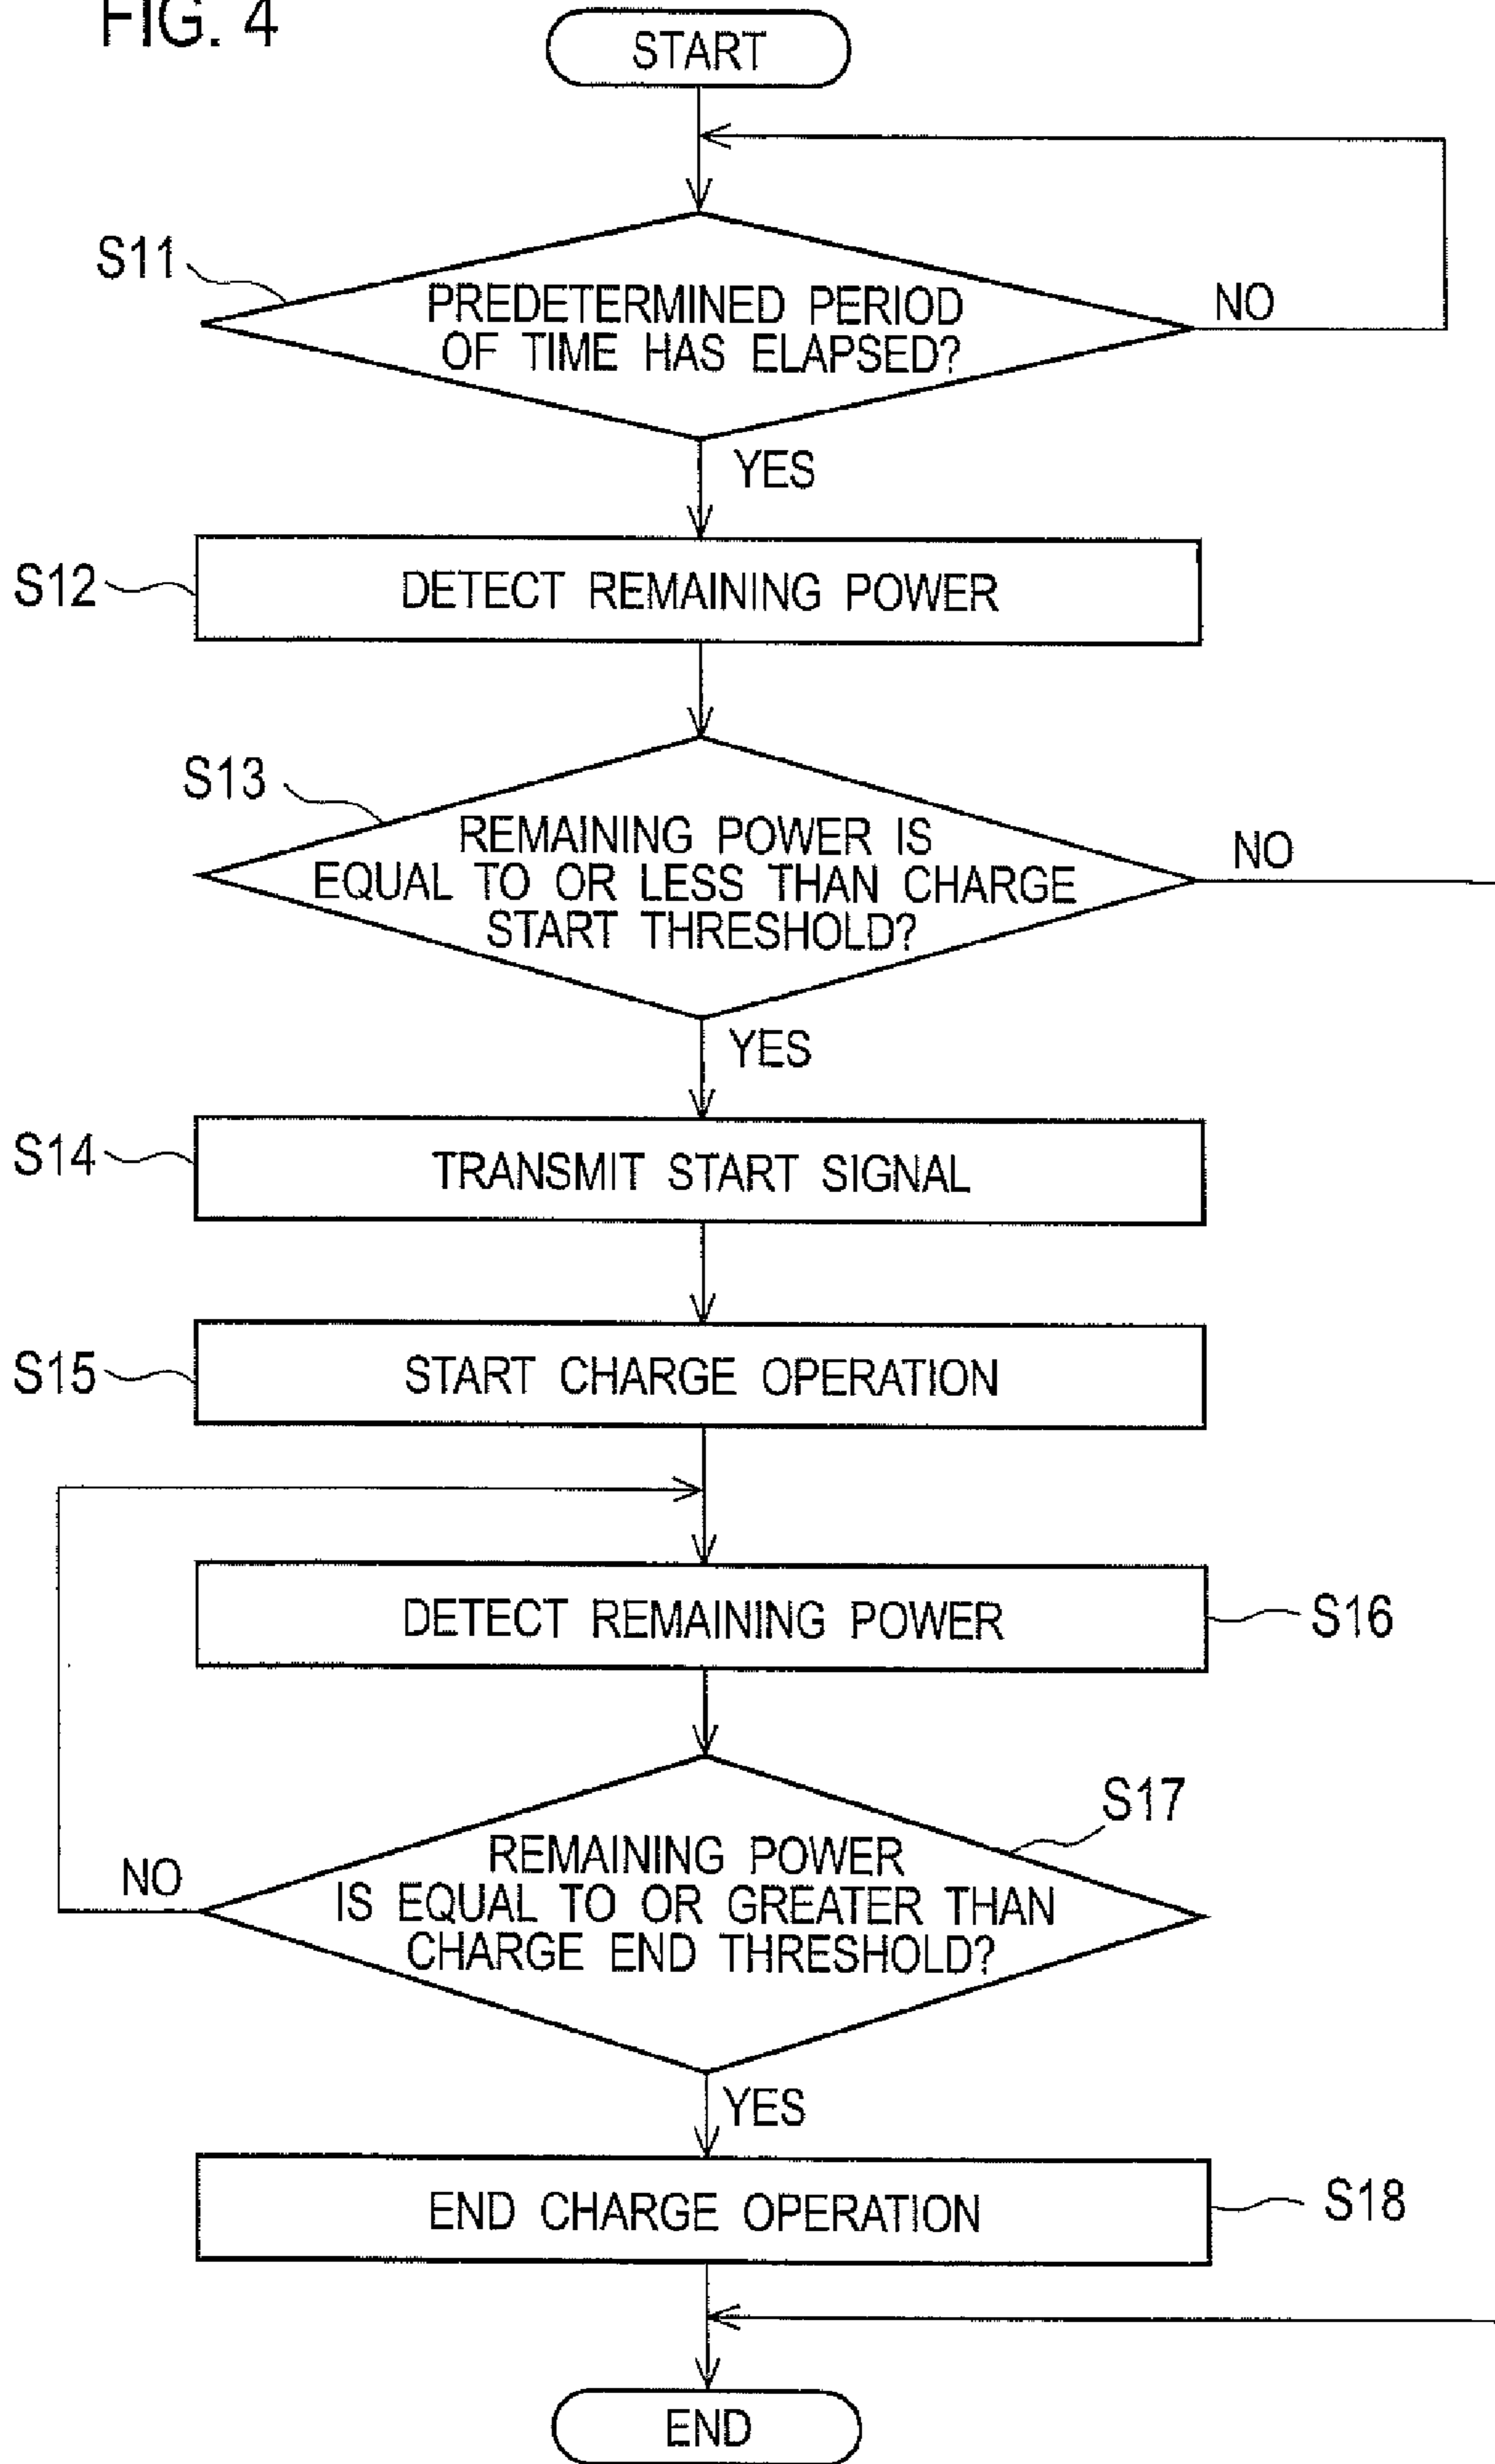 FIG. 4
START
S11
PREDETERMINED PERIOD
OF TIME HAS ELAPSED?
NO
YES
S12
DETECT REMAINING POWER
S13
REMAINING POWER IS
EQUAL TO OR LESS THAN CHARGE
START THRESHOLD?
NO
YES
S14
TRANSMIT START SIGNAL
S15
START CHARGE OPERATION
DETECT REMAINING POWER
S16
S17
REMAINING POWER
IS EQUAL TO OR GREATER THAN
CHARGE END THRESHOLD?
NO
YES
END CHARGE OPERATION
S18
END